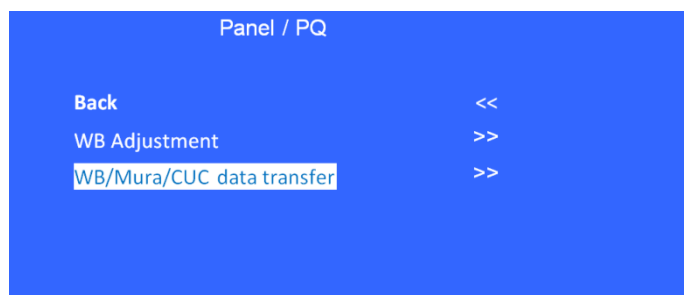 Panel / PQ
Back <<
WB Adjustment >>
WB/Mura/CUC data transfer >>